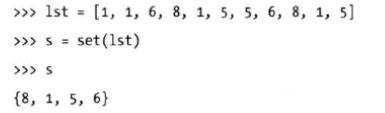 >>> lst = [1, 1, 6, 8, 1, 5, 5, 6, 8, 1, 5]
>>> s = set(lst)
>>> s
{8, 1, 5, 6}